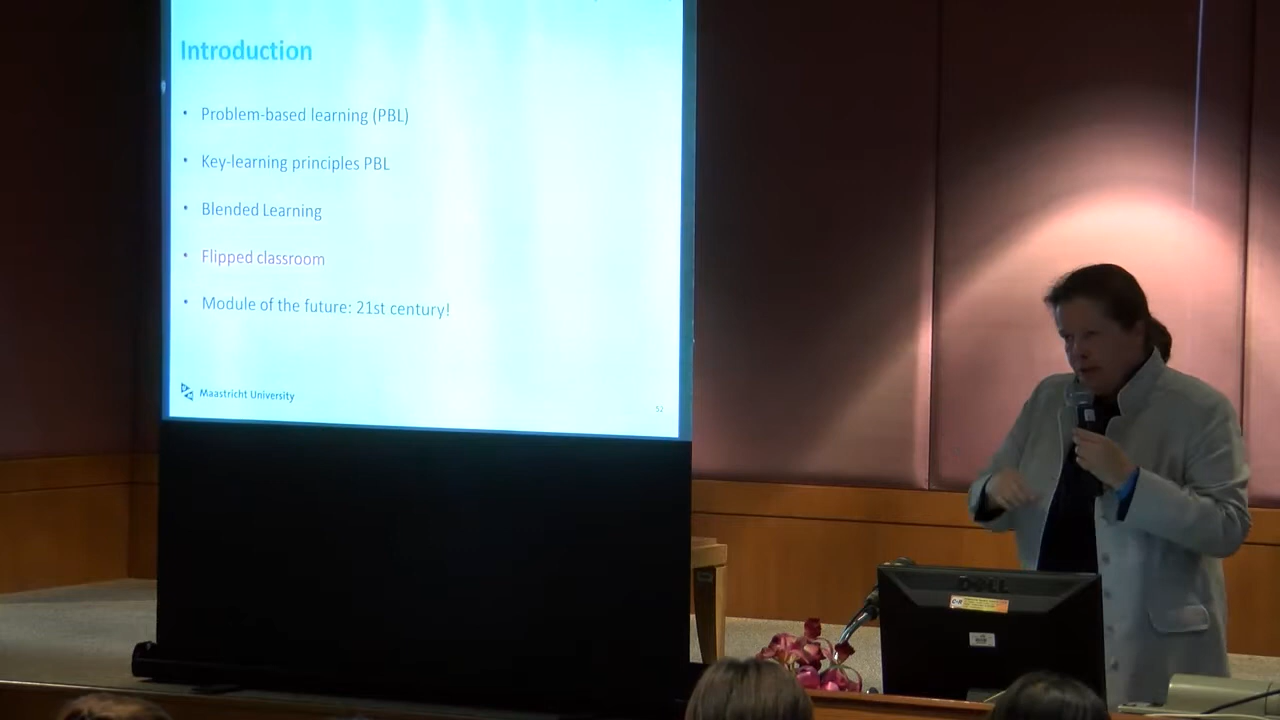 Introduction
• Problem-based learning (PBL)
• Key-learning principles PBL
• Blended Learning
• Flipped classroom
• Module of the future: 21st century!
Maastricht University
52
DELL